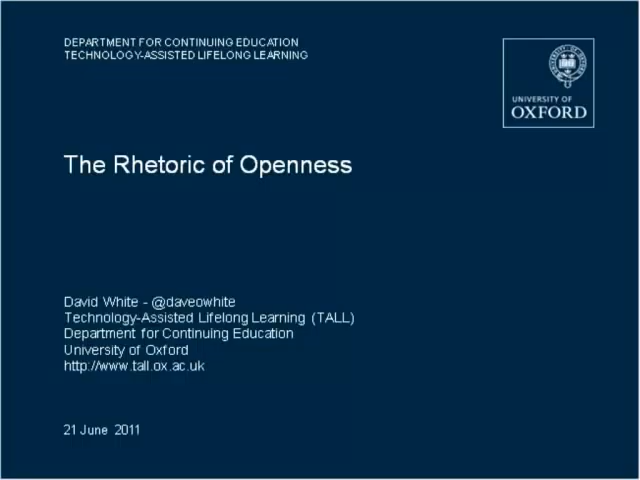 DEPARTMENT FOR CONTINUING EDUCATION
TECHNOLOGY-ASSISTED LIFELONG LEARNING
UNIVERSITY OF
OXFORD
The Rhetoric of Openness
David White - @daveowhite
Technology-Assisted Lifelong Learning (TALL)
Department for Continuing Education
University of Oxford
http://www.tall.ox.ac.uk
21 June 2011